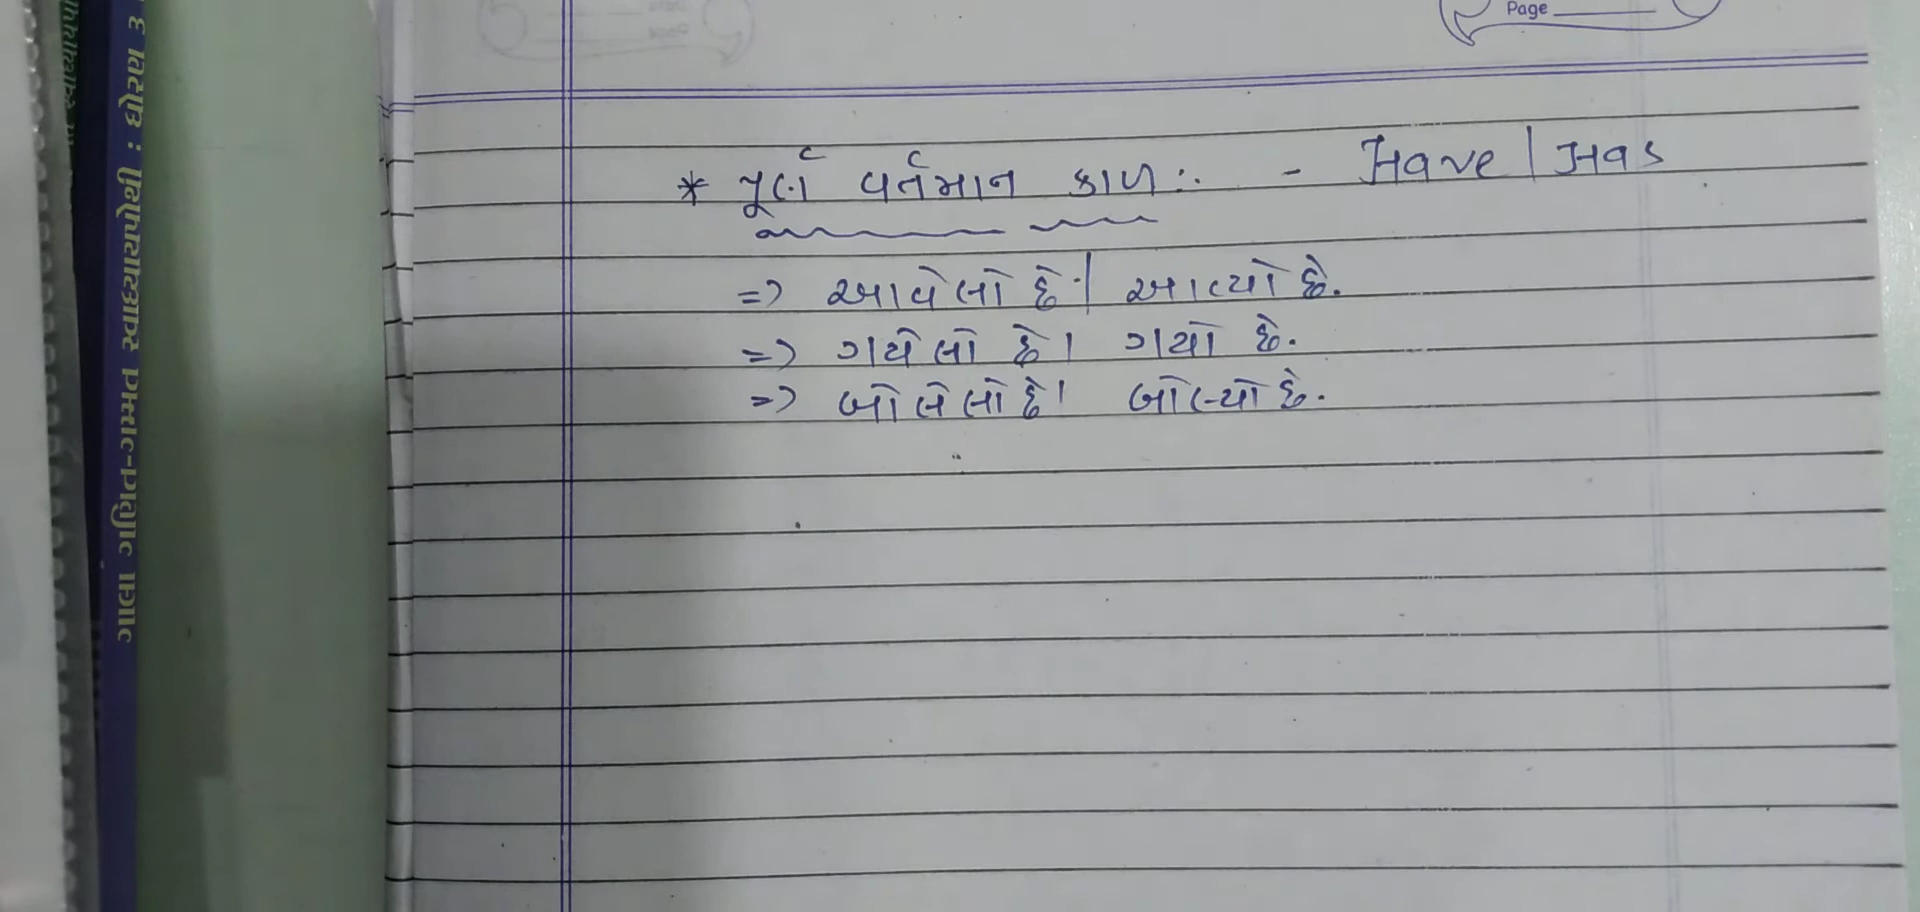 Page
* પૂર્ણ વર્તમાન કાળ :. - Have | Has
=> આવેલો છે. | આવ્યો છે.
=> ગયેલો છે | ગયો છે.
=> બોલેલો છે | બોલ્યો છે.